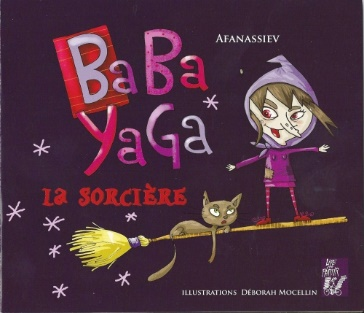 AFANASSIEV
BaBa
YaGa
la SORCIÈRE
ILLUSTRATIONS DÉBORAH MOCELLIN